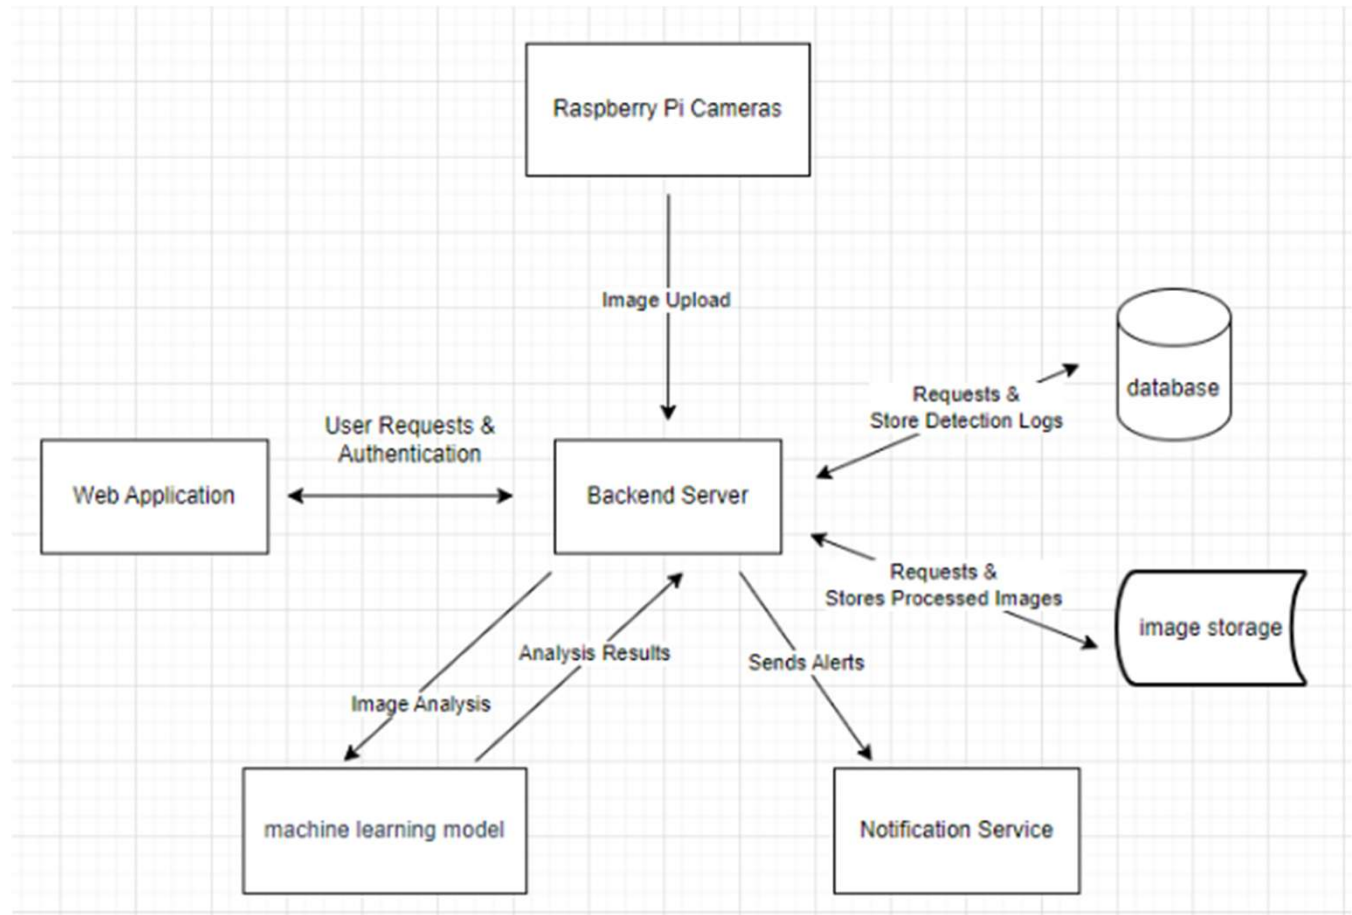 Raspberry Pi Cameras
Image Upload
database
Requests &
Store Detection Logs
User Requests &
Authentication
Web Application
Backend Server
Requests &
Stores Processed Images
image storage
Analysis Results
Sends Alerts
Image Analysis
machine learning model
Notification Service